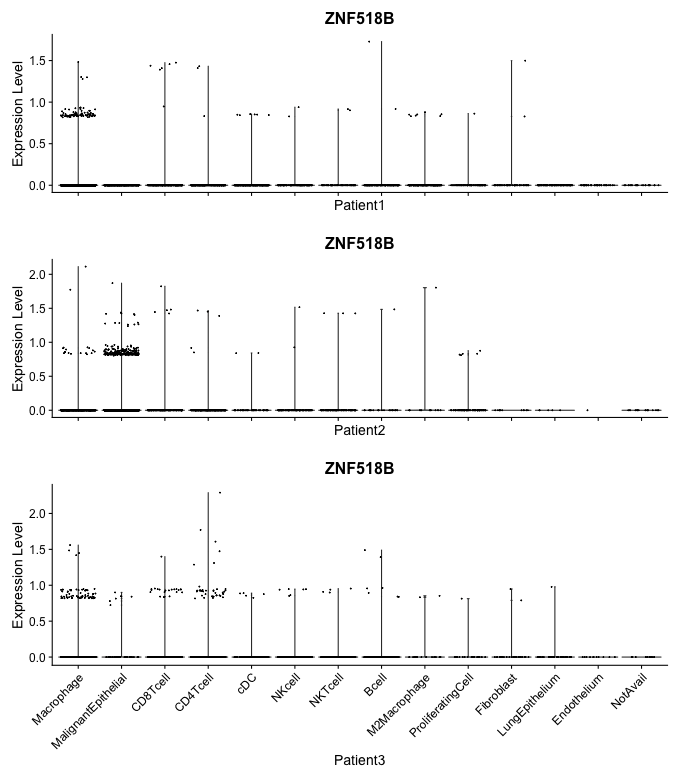 ZNF518B
Expression Level
1.5
1.0
0.5
0.0
Patient1
ZNF518B
Expression Level
2.0
1.5
1.0
0.5
0.0
Patient2
ZNF518B
Expression Level
2.0
1.5
1.0
0.5
0.0
Macrophage
MalignantEpithelial
CD8Tcell
CD4Tcell
cDC
NKcell
NKTcell
Bcell
M2Macrophage
ProliferatingCell
Fibroblast
LungEpithelium
Endothelium
NotAvail
Patient3